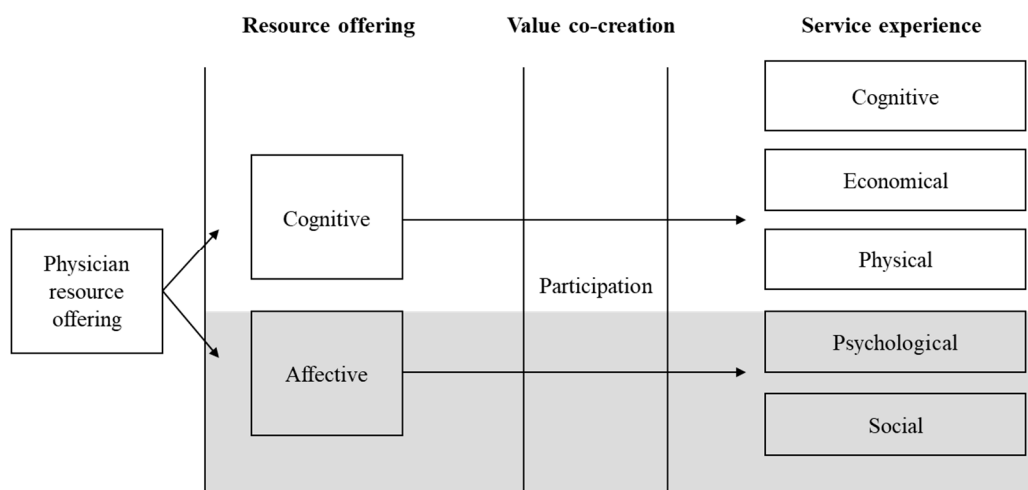 Resource offering
Value co-creation
Service experience
Physician
resource
offering
Cognitive
Affective
Participation
Cognitive
Economical
Physical
Psychological
Social